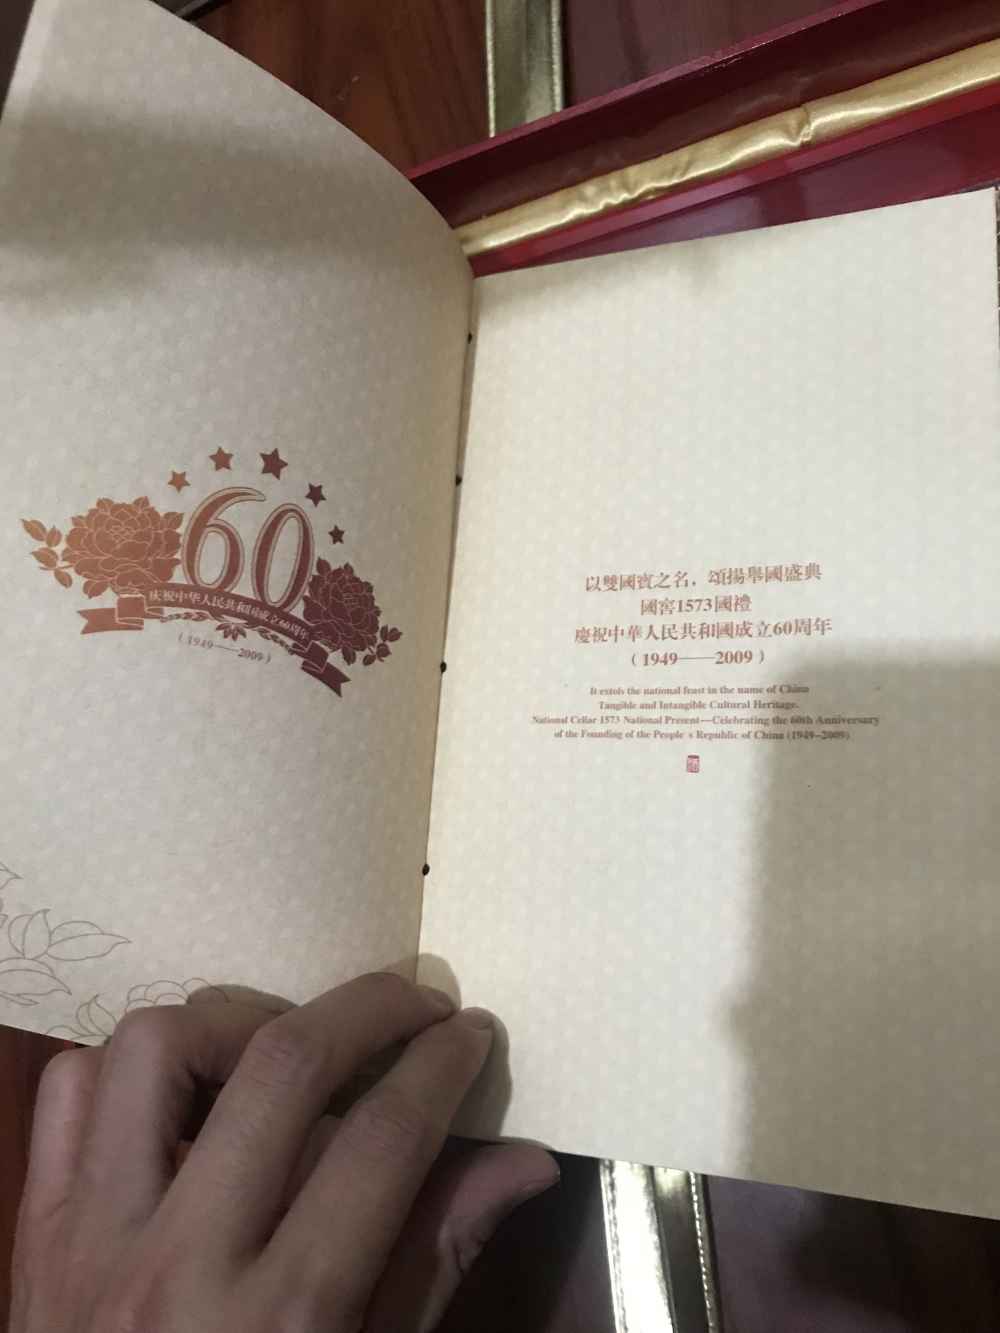 60
庆祝中华人民共和国成立60周年
(1949——2009)
以雙國寳之名，頌揚舉國盛典
國窖1573國禮
慶祝中華人民共和國成立60周年
(1949——2009)
It extols the national feast in the name of China
Tangible and Intangible Cultural Heritage.
National Cellar 1573 National Present—Celebrating the 60th Anniversary
of the Founding of the People s Republic of China (1949–2009)